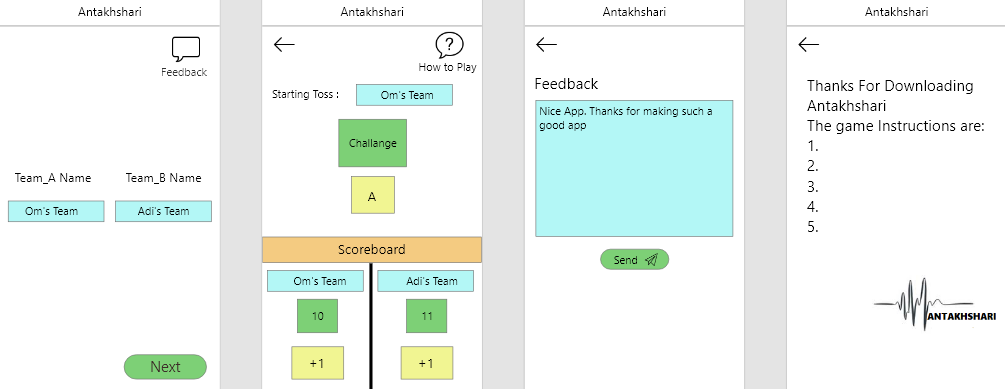 Antakhshari
Feedback
Team_A Name
Team_B Name
Om's Team
Adi's Team
Next
Antakhshari
How to Play
Starting Toss :
Om's Team
Challange
A
Scoreboard
Om's Team
Adi's Team
10
11
+1
+1
Antakhshari
Feedback
Nice App. Thanks for making such a
good app
Send
Antakhshari
Thanks For Downloading
Antakhshari
The game Instructions are:
1.
2.
3.
4.
5.
ANTAKHSHARI